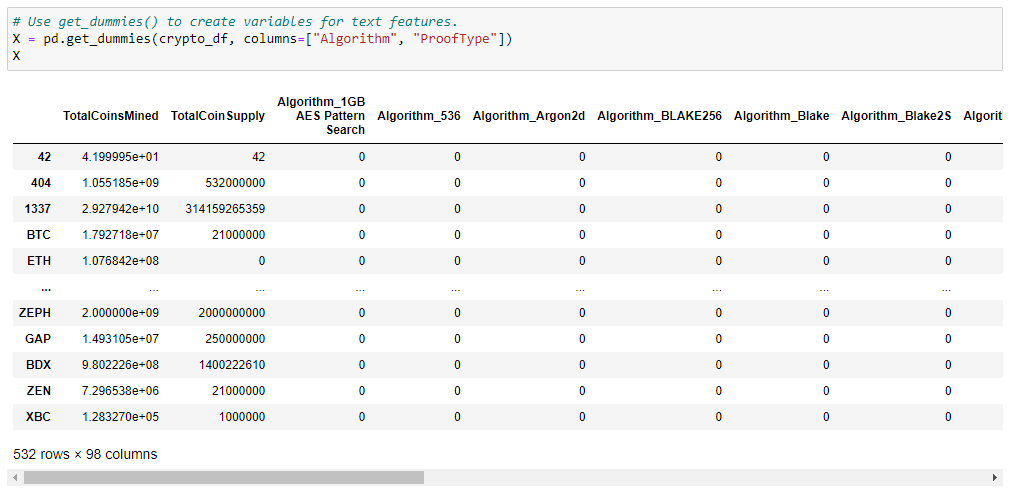 # Use get_dummies() to create variables for text features.
X = pd.get_dummies(crypto_df, columns=["Algorithm", "ProofType"])
X
TotalCoinsMined TotalCoinSupply Algorithm_1GB AES Pattern Search Algorithm_536 Algorithm_Argon2d Algorithm_BLAKE256 Algorithm_Blake Algorithm_Blake2S Algorit
42 4.199995e+01 42 0 0 0 0 0 0
404 1.055185e+09 532000000 0 0 0 0 0 0
1337 2.927942e+10 314159265359 0 0 0 0 0 0
BTC 1.792718e+07 21000000 0 0 0 0 0 0
ETH 1.076842e+08 0 0 0 0 0 0 0
... ... ... ... ... ... ... ... ...
ZEPH 2.000000e+09 2000000000 0 0 0 0 0 0
GAP 1.493105e+07 250000000 0 0 0 0 0 0
BDX 9.802226e+08 1400222610 0 0 0 0 0 0
ZEN 7.296538e+06 21000000 0 0 0 0 0 0
XBC 1.283270e+05 1000000 0 0 0 0 0 0
532 rows × 98 columns